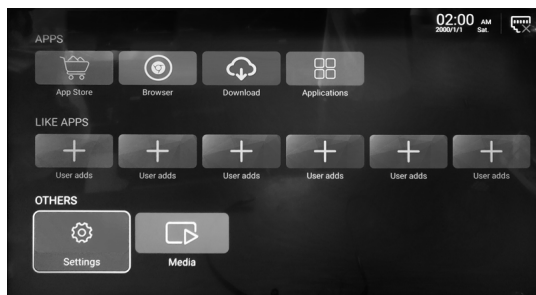 02:00 AM
2000/1/1 Sat.
APPS
App Store Browser Download Applications
LIKE APPS
User adds User adds User adds User adds User adds User adds
OTHERS
Settings Media